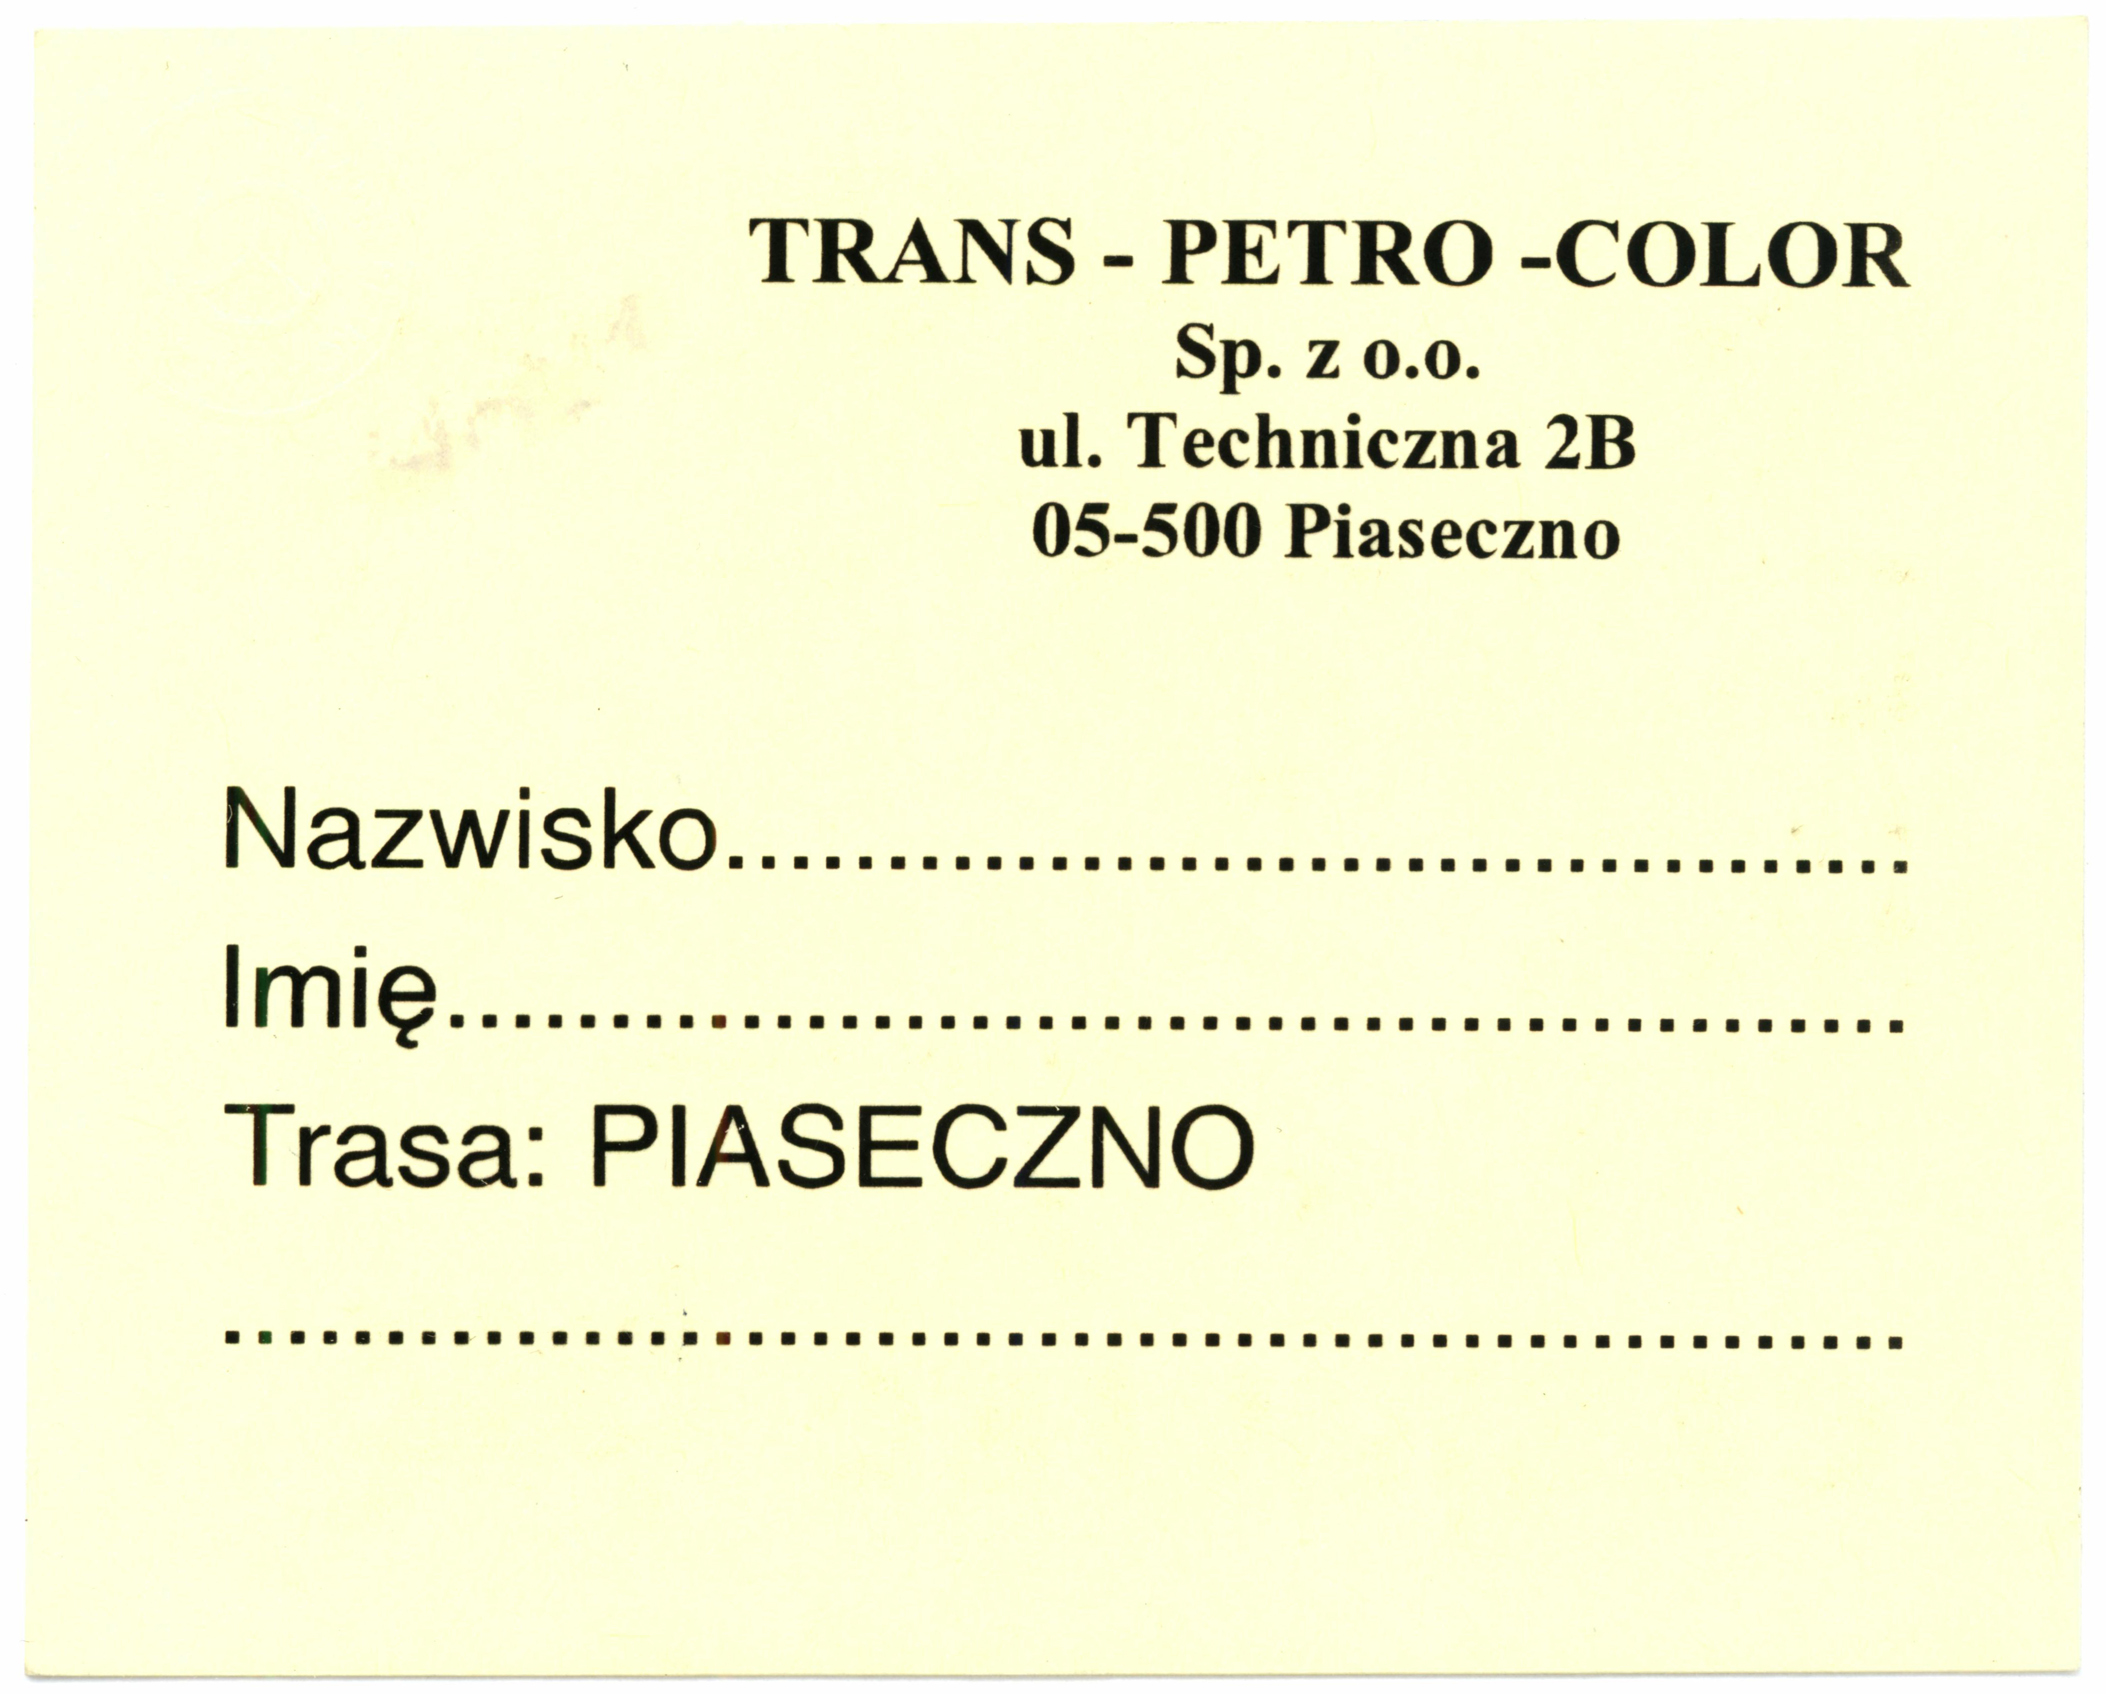 TRANS - PETRO -COLOR
Sp. z o.o.
ul. Techniczna 2B
05-500 Piaseczno
Nazwisko.....................................
Imię.............................................
Trasa: PIASECZNO
....................................................